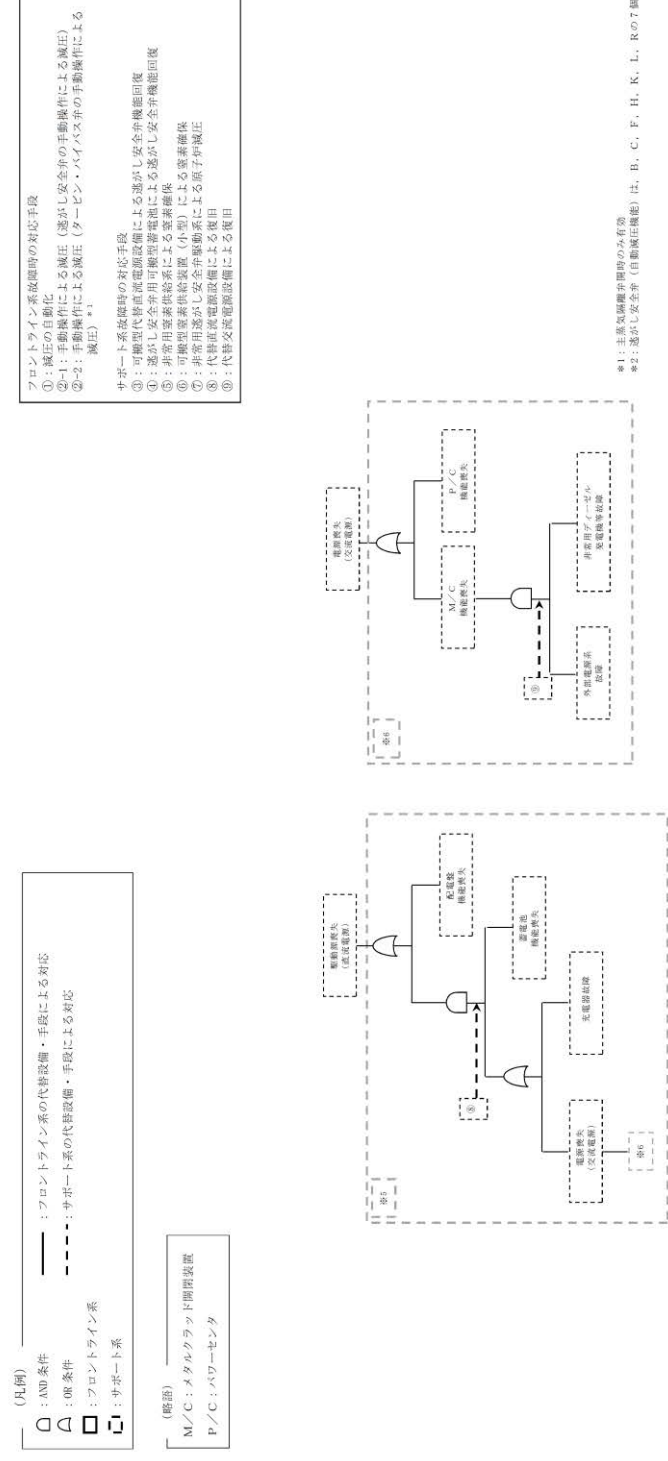 (凡例)
：AND 条件
：OR 条件
：フロントライン系
：サポート系
：フロントライン系の代替設備・手段による対応
：サポート系の代替設備・手段による対応
(略語)
M／C：メタルクラッド開閉装置
P／C：パワーセンタ
フロントライン系故障時の対応手段
①：減圧の自動化
②-1：手動操作による減圧（逃がし安全弁の手動操作による減圧）
②-2：手動操作による減圧（タービン・バイパス弁の手動操作による
減圧）＊1
サポート系故障時の対応手段
③：可搬型代替直流電源設備による逃がし安全弁機能回復
④：逃がし安全弁用可搬型蓄電池による逃がし安全弁機能回復
⑤：非常用窒素供給系による窒素確保
⑥：可搬型窒素供給装置（小型）による窒素確保
⑦：非常用逃がし安全弁駆動系による原子炉減圧
⑧：代替直流電源設備による復旧
⑨：代替交流電源設備による復旧
※5
駆動源喪失
(直流電源)
配電盤
機能喪失
⑧
蓄電池
機能喪失
電源喪失
(交流電源)
充電器故障
※6
※6
電源喪失
(交流電源)
M／C
機能喪失
P／C
機能喪失
⑨
外部電源系
故障
非常用ディーゼル
発電機等故障
＊1：主蒸気隔離弁開時のみ有効
＊2：逃がし安全弁（自動減圧機能）は，B，C，F，H，K，L，Rの7個